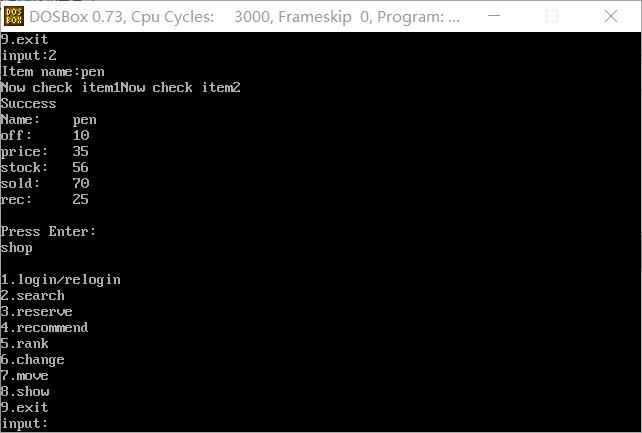 DOS
BOX
DOSBox 0.73, Cpu Cycles: 3000, Frameskip 0, Program: ...
9.exit
input:2
Item name:pen
Now check item1Now check item2
Success
Name: pen
off: 10
price: 35
stock: 56
sold: 70
rec: 25
Press Enter:
shop
1.login/relogin
2.search
3.reserve
4.recommend
5.rank
6.change
7.move
8.show
9.exit
input: